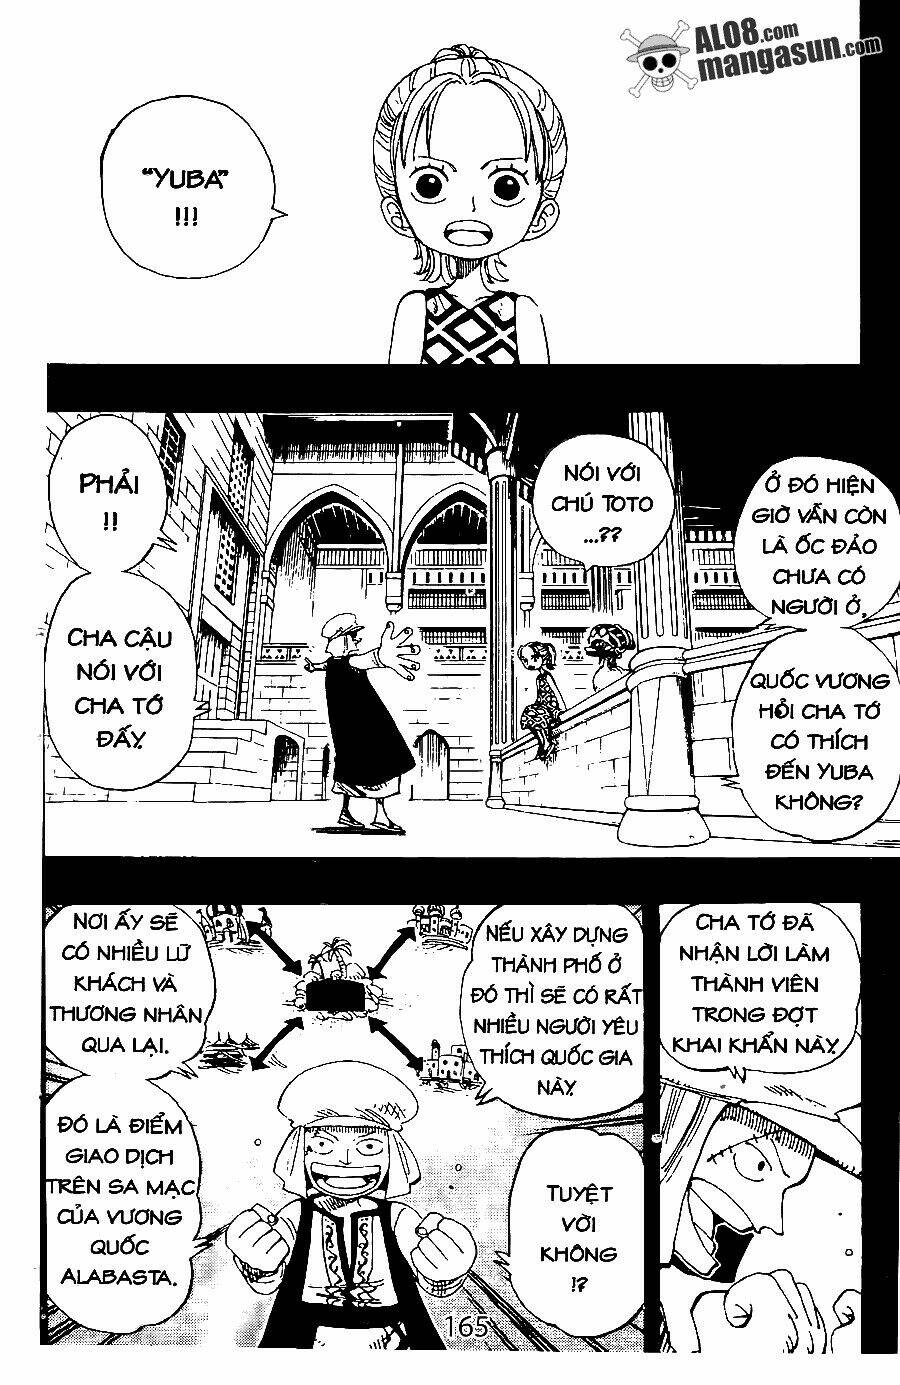 AL08.com
mangasun.com
“YUBA”
!!!
Ở ĐÓ HIỆN
GIỜ VẪN CÒN
LÀ ỐC ĐẢO
CHƯA CÓ
NGƯỜI Ở.
QUỐC VƯƠNG
HỎI CHA TỚ
CÓ THÍCH
ĐẾN YUBA
KHÔNG?
NÓI VỚI
CHÚ TOTO
...??
PHẢI
!!
CHA CẬU
NÓI VỚI
CHA TỚ
ĐẤY.
CHA TỚ ĐÃ
NHẬN LỜI LÀM
THÀNH VIÊN
TRONG ĐỢT
KHAI KHẨN NÀY.
NẾU XÂY DỰNG
THÀNH PHỐ Ở
ĐÓ THÌ SẼ CÓ RẤT
NHIỀU NGƯỜI YÊU
THÍCH QUỐC GIA
NÀY.
TUYỆT
VỜI
KHÔNG
!?
NƠI ẤY SẼ
CÓ NHIỀU LỮ
KHÁCH VÀ
THƯƠNG NHÂN
QUA LẠI.
ĐÓ LÀ ĐIỂM
GIAO DỊCH
TRÊN SA MẠC
CỦA VƯƠNG
QUỐC
ALABASTA.
165